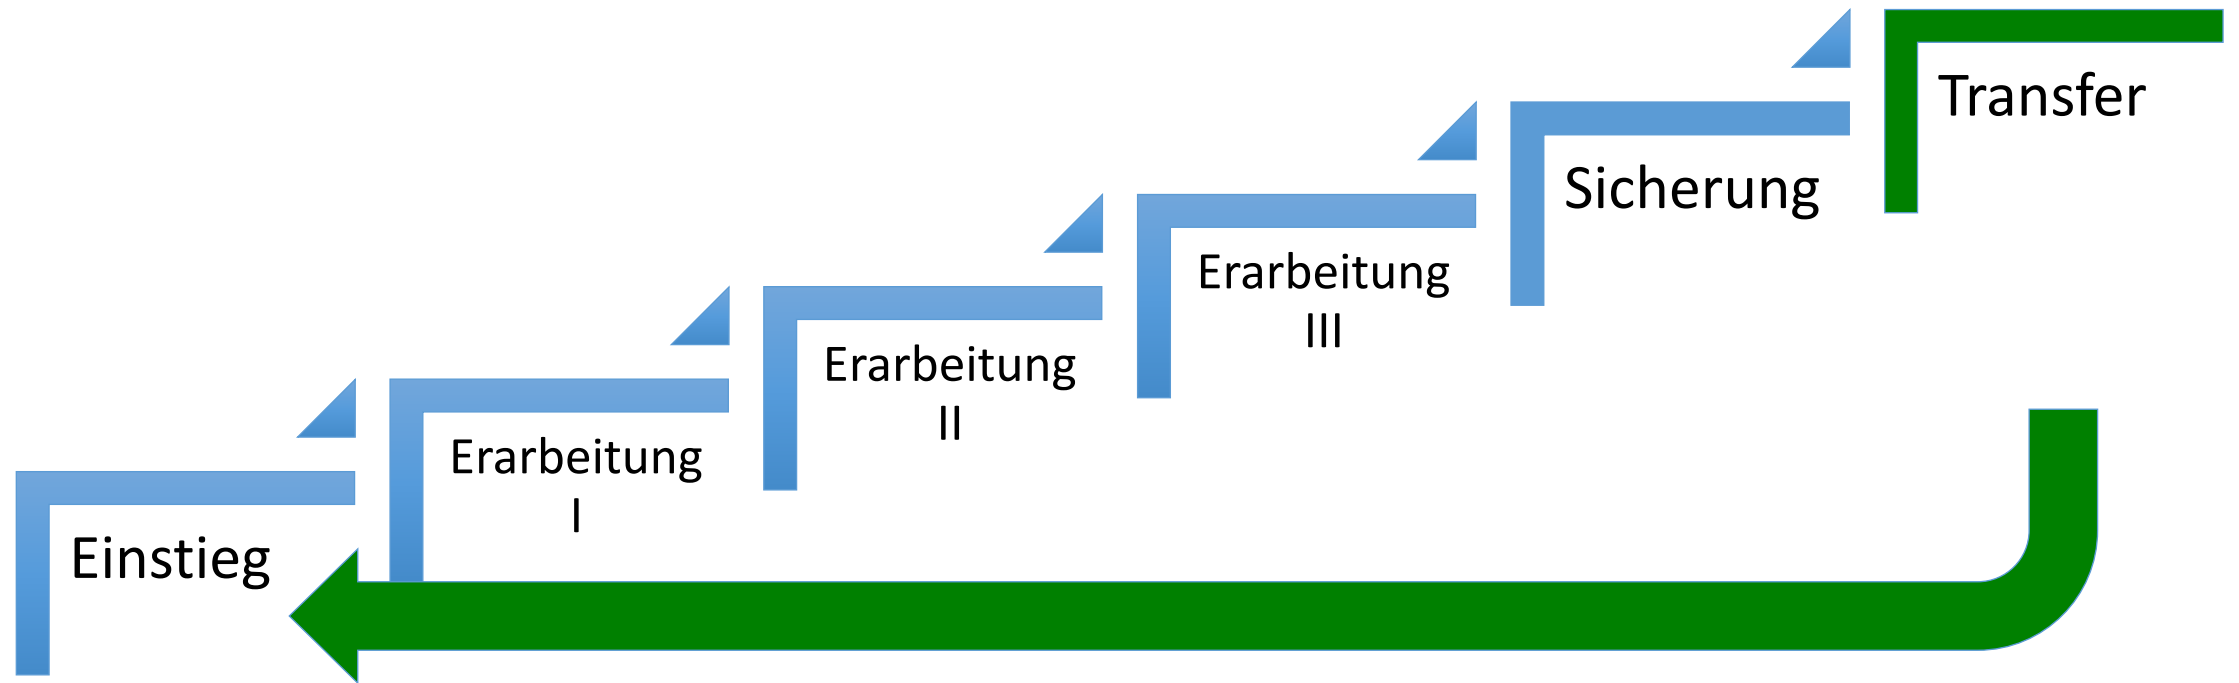 Einstieg
Erarbeitung
I
Erarbeitung
II
Erarbeitung
III
Sicherung
Transfer